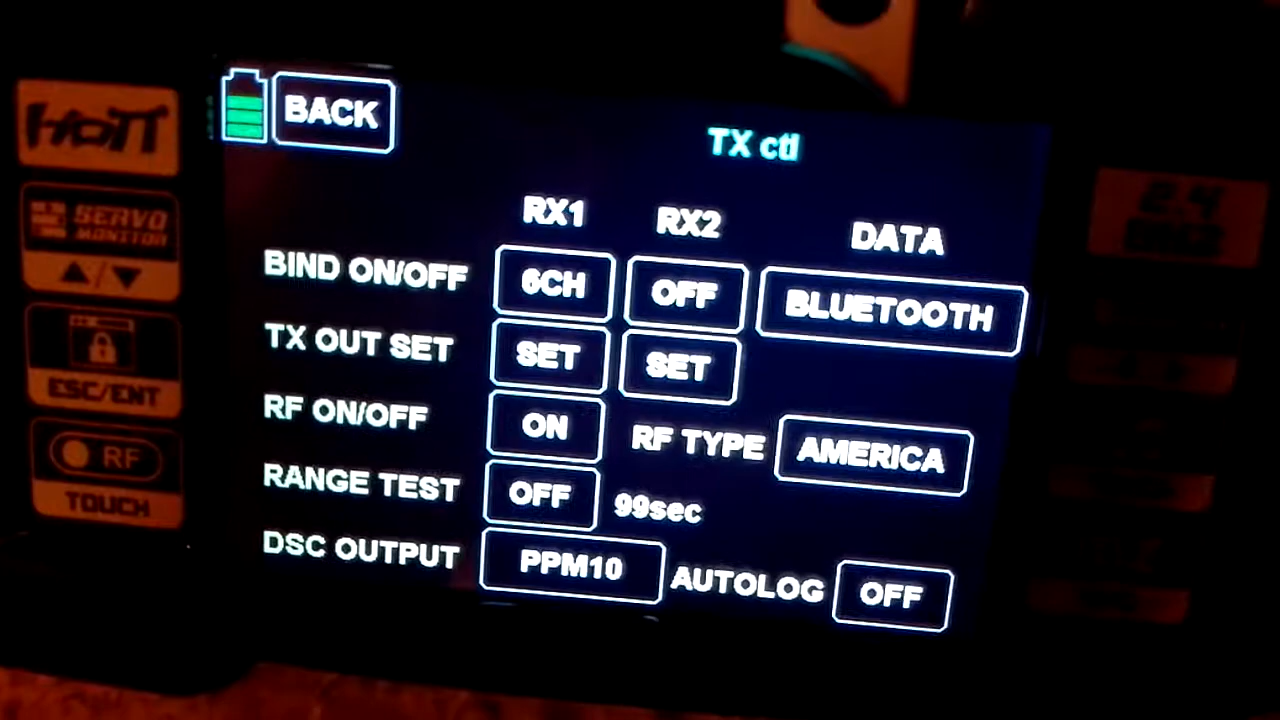 HoTT
BACK
TX ctl
SERVO
MONITOR
RX1 RX2 DATA
BIND ON/OFF 6CH OFF BLUETOOTH
TX OUT SET SET SET
ESC/ENT
RF ON/OFF ON RF TYPE AMERICA
RF
TOUCH
RANGE TEST OFF 99sec
DSC OUTPUT PPM10 AUTOLOG OFF
2.4